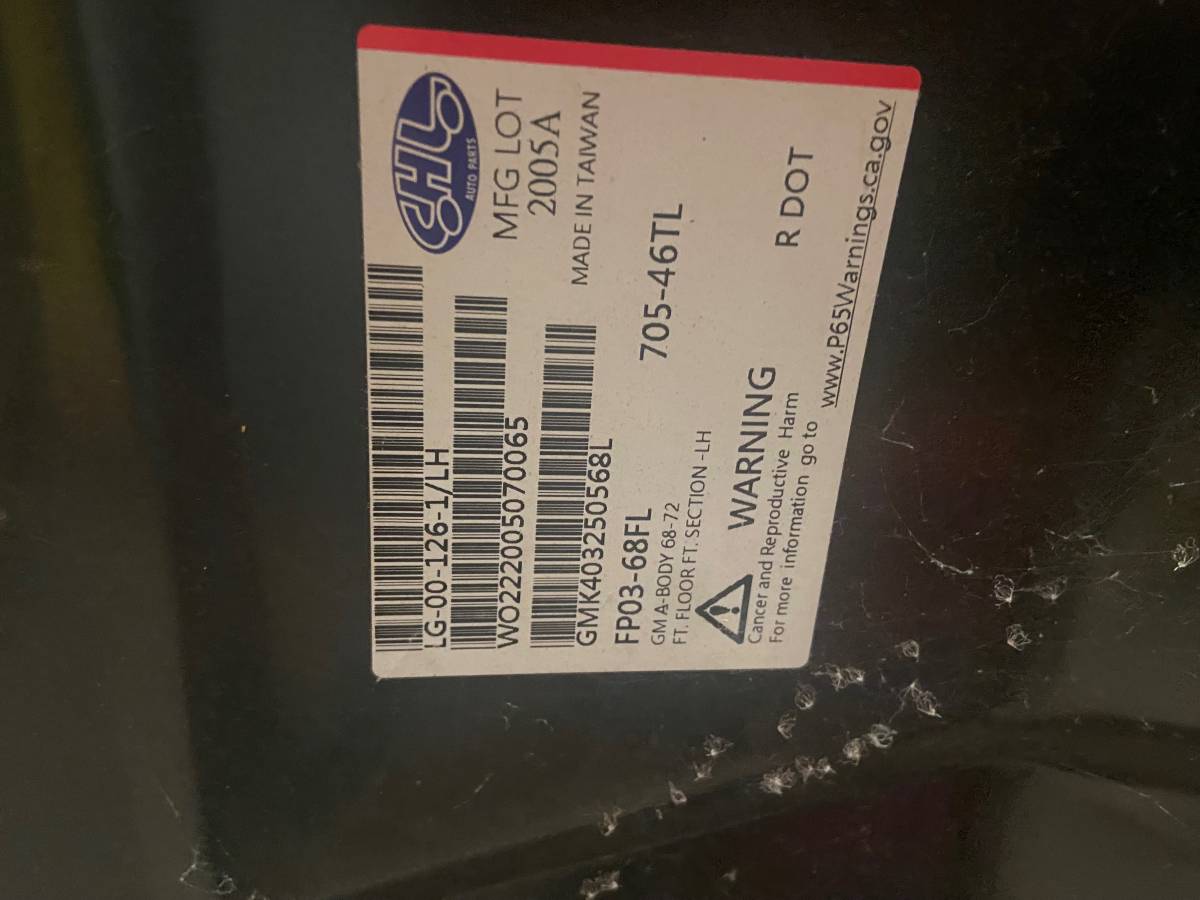 CHL
AUTO PARTS
LG-00-126-1/LH
MFG LOT
2005A
WO2222005070065
MADE IN TAIWAN
GMK403250568L
FP03-68FL
705-46TL
GM A-BODY 68-72
FT. FLOOR FT. SECTION -LH
WARNING
R DOT
Cancer and Reproductive Harm
For more information go to www.P65Warnings.ca.gov